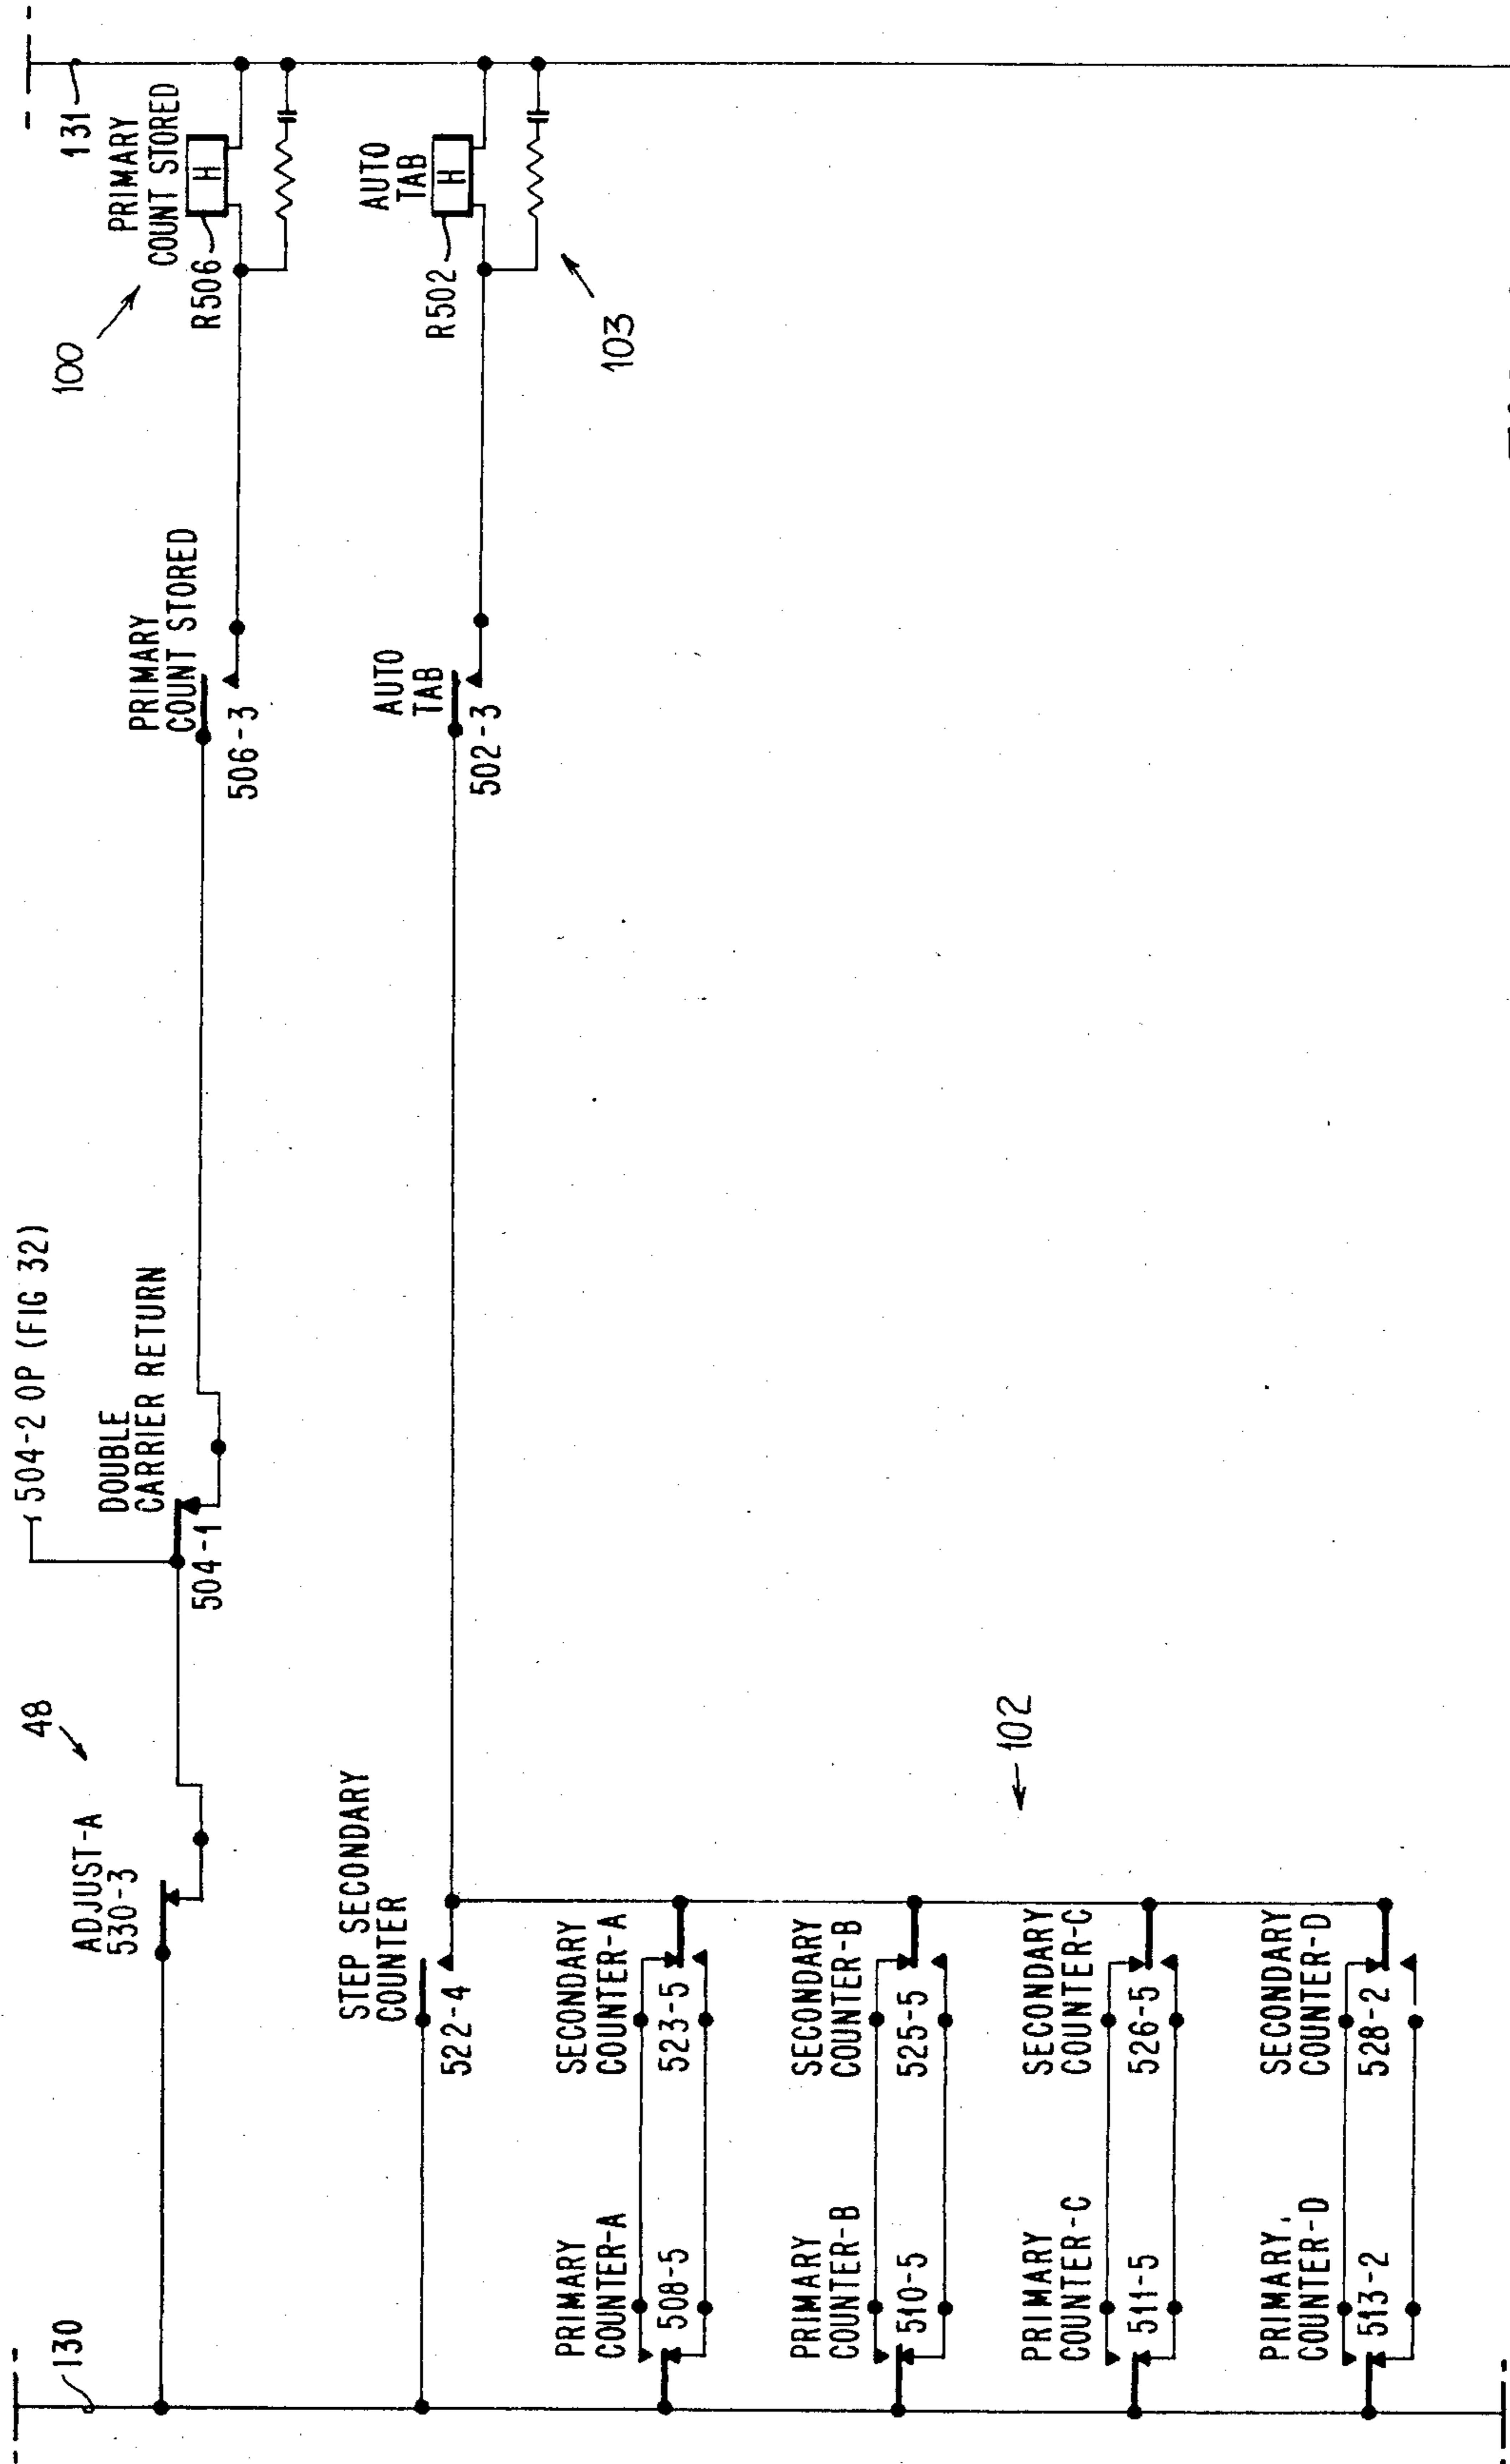 130
131
ADJUST-A
530-3
48
504-2 OP (FIG 32)
DOUBLE
CARRIER RETURN
504-1
PRIMARY
COUNT STORED
506-3
100
PRIMARY
COUNT STORED
H
R506
STEP SECONDARY
COUNTER
522-4
AUTO
TAB
502-3
AUTO
TAB
H
R502
103
PRIMARY
COUNTER-A
508-5
SECONDARY
COUNTER-A
523-5
PRIMARY
COUNTER-B
510-5
SECONDARY
COUNTER-B
525-5
102
PRIMARY
COUNTER-C
511-5
SECONDARY
COUNTER-C
526-5
PRIMARY
COUNTER-D
513-2
SECONDARY
COUNTER-D
528-2